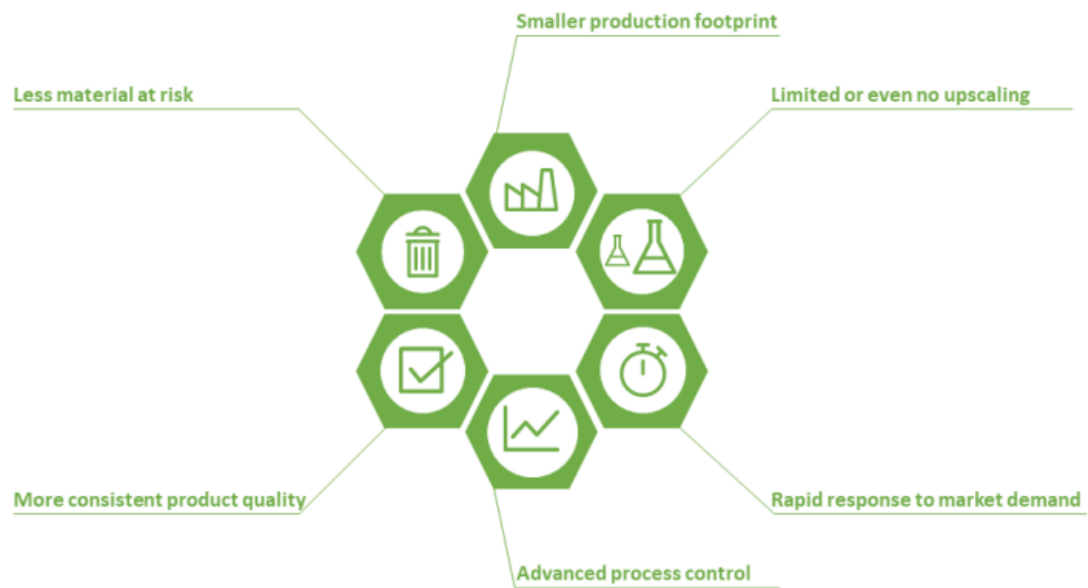 Smaller production footprint
Less material at risk
Limited or even no upscaling
More consistent product quality
Rapid response to market demand
Advanced process control